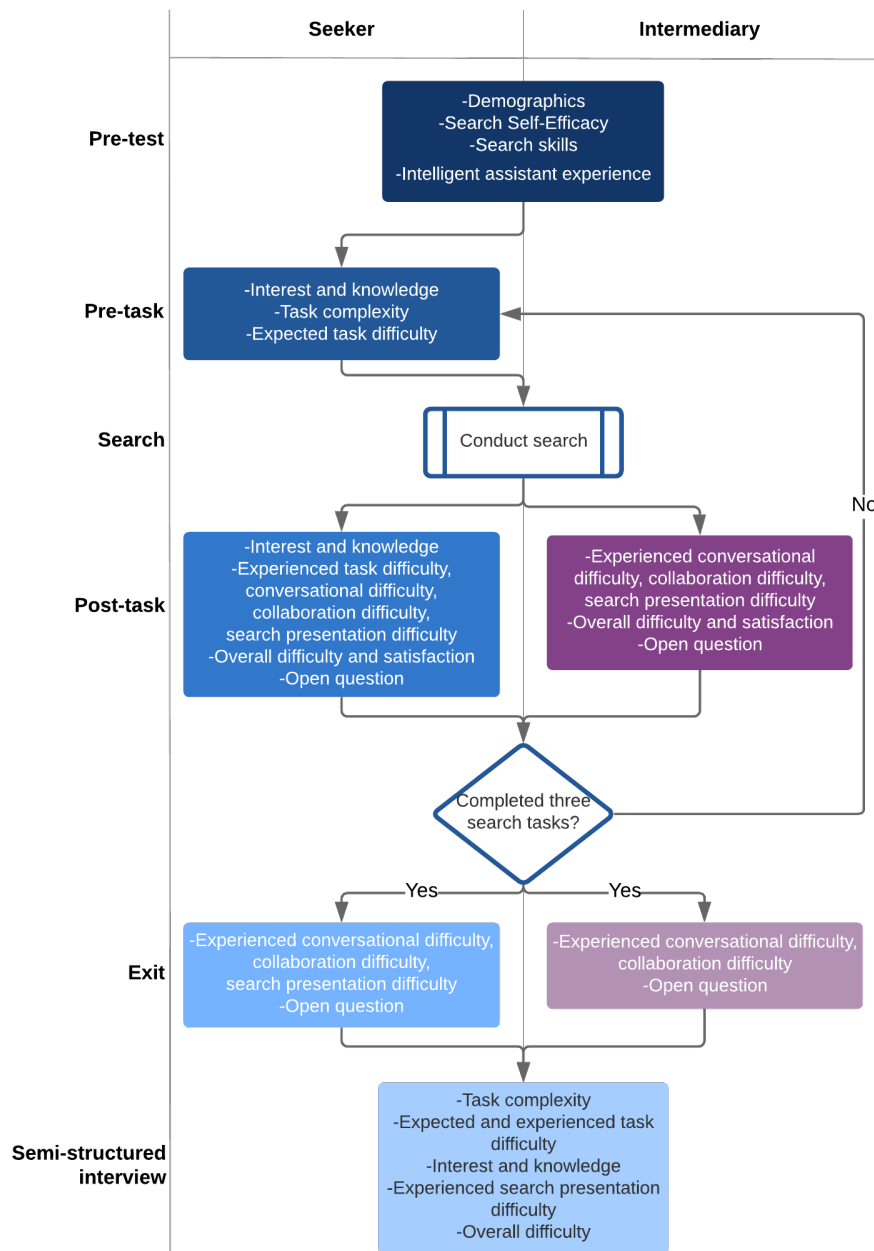 Seeker
Intermediary
Pre-test
-Demographics
-Search Self-Efficacy
-Search skills
-Intelligent assistant experience
Pre-task
-Interest and knowledge
-Task complexity
-Expected task difficulty
Search
Conduct search
No
Post-task
-Interest and knowledge
-Experienced task difficulty,
conversational difficulty,
collaboration difficulty,
search presentation difficulty
-Overall difficulty and satisfaction
-Open question
-Experienced conversational
difficulty, collaboration difficulty,
search presentation difficulty
-Overall difficulty and satisfaction
-Open question
Completed three
search tasks?
Yes
Yes
Exit
-Experienced conversational difficulty,
collaboration difficulty,
search presentation difficulty
-Open question
-Experienced conversational difficulty,
collaboration difficulty
-Open question
Semi-structured
interview
-Task complexity
-Expected and experienced task
difficulty
-Interest and knowledge
-Experienced search presentation
difficulty
-Overall difficulty